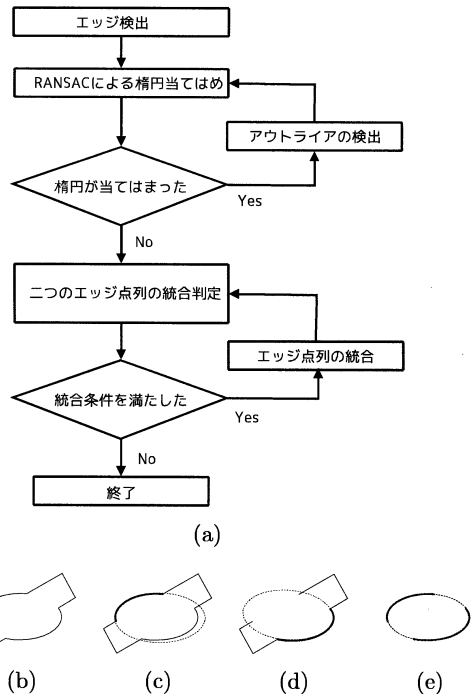 エッジ検出
RANSACによる楕円当てはめ
アウトライアの検出
楕円が当てはまった
Yes
No
二つのエッジ点列の統合判定
エッジ点列の統合
統合条件を満たした
Yes
No
終了
(a)
(b) (c) (d) (e)